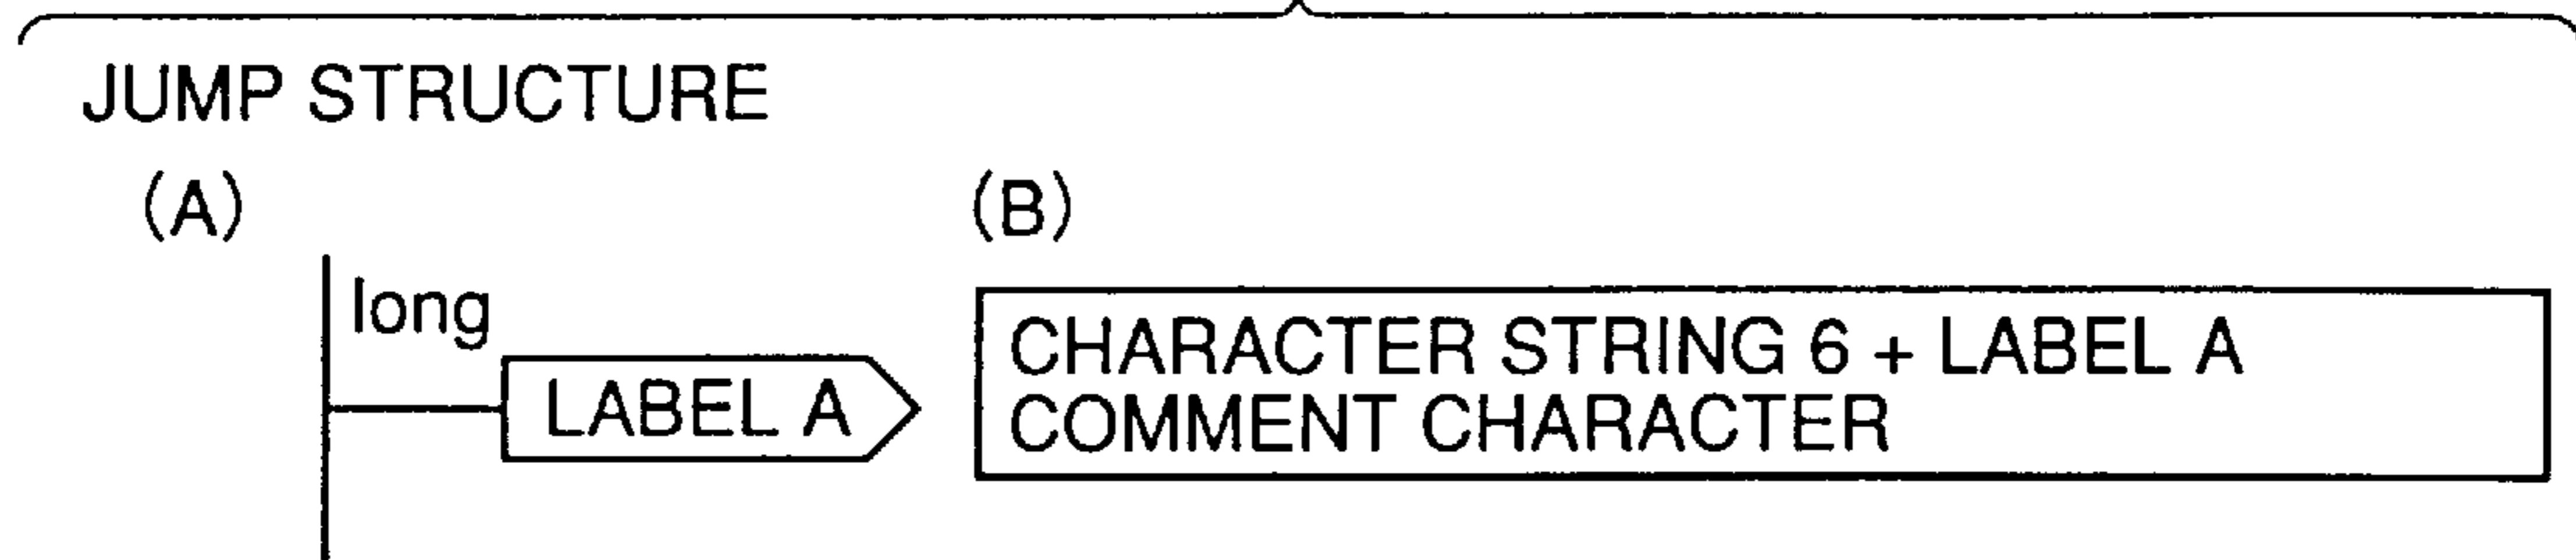 JUMP STRUCTURE
(A)
(B)
long
LABEL A
CHARACTER STRING 6 + LABEL A
COMMENT CHARACTER